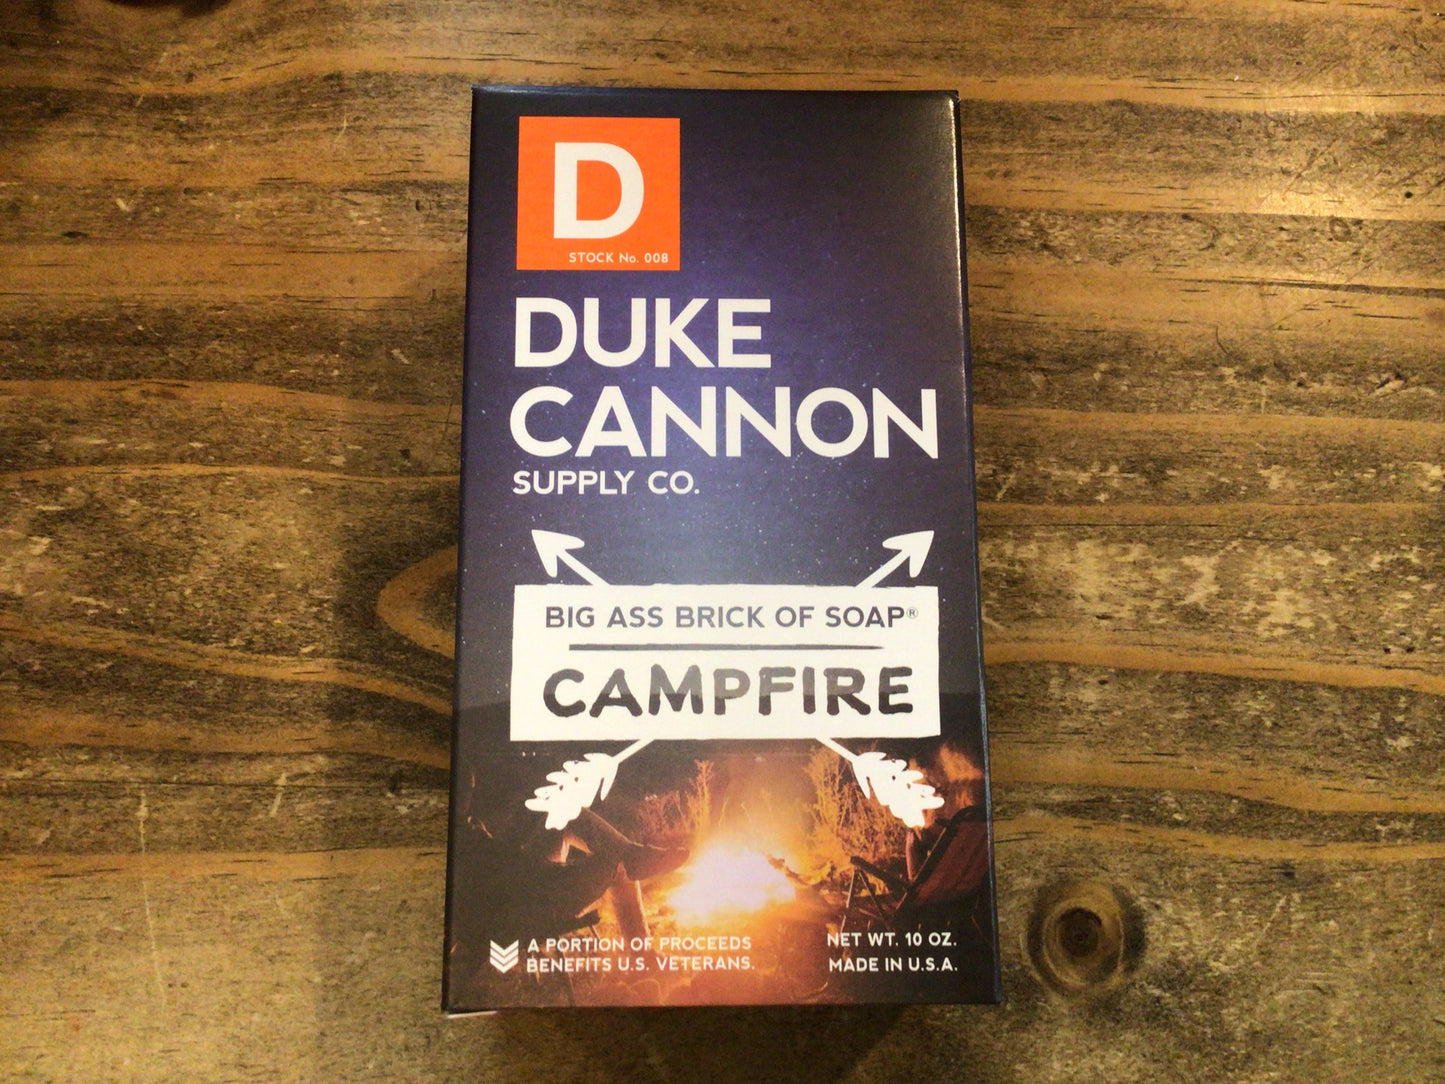 D
STOCK No. 008
DUKE
CANNON
SUPPLY CO.
BIG ASS BRICK OF SOAP®
CAMPFIRE
A PORTION OF PROCEEDS
BENEFITS U.S. VETERANS.
NET WT. 10 OZ.
MADE IN U.S.A.